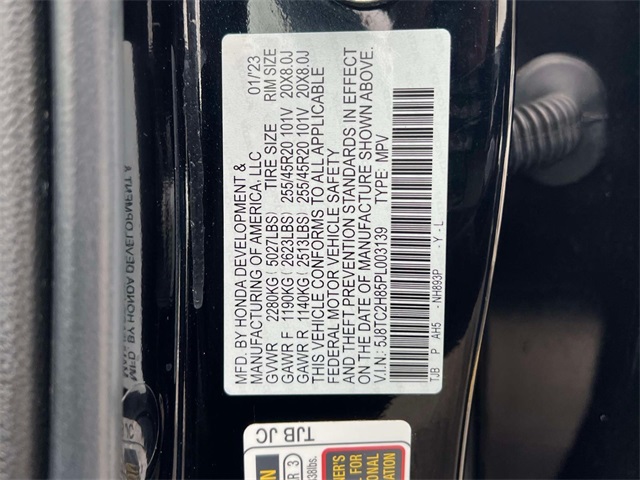 MFD. BY HONDA DEVELOPMENT & 01/23
MANUFACTURING OF AMERICA, LLC
GVWR 2280KG ( 5027LBS) TIRE SIZE RIM SIZE
GAWR F 1190KG ( 2623LBS) 255/45R20 101V 20X8.0J
GAWR R 1140KG ( 2513LBS) 255/45R20 101V 20X8.0J
THIS VEHICLE CONFORMS TO ALL APPLICABLE
FEDERAL MOTOR VEHICLE SAFETY
AND THEFT PREVENTION STANDARDS IN EFFECT
ON THE DATE OF MANUFACTURE SHOWN ABOVE.
V.I.N: 5J8TC2H65PL003139 TYPE: MPV
TJB P AH5 - NH893P - Y - L
TJB JC
R 3
38lbs.